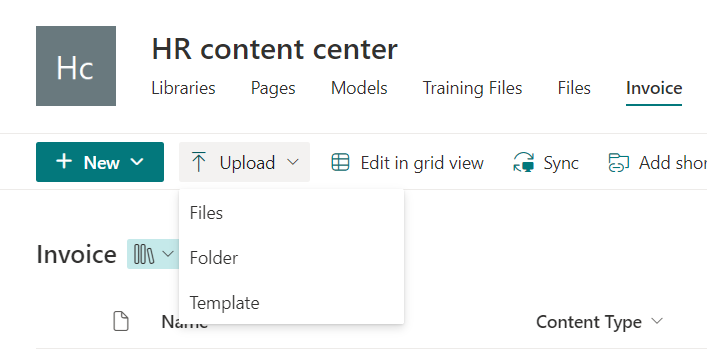 Hc
HR content center
Libraries Pages Models Training Files Files Invoice
New Upload Edit in grid view Sync Add shor
Files
Invoice
Folder
Template
Name Content Type